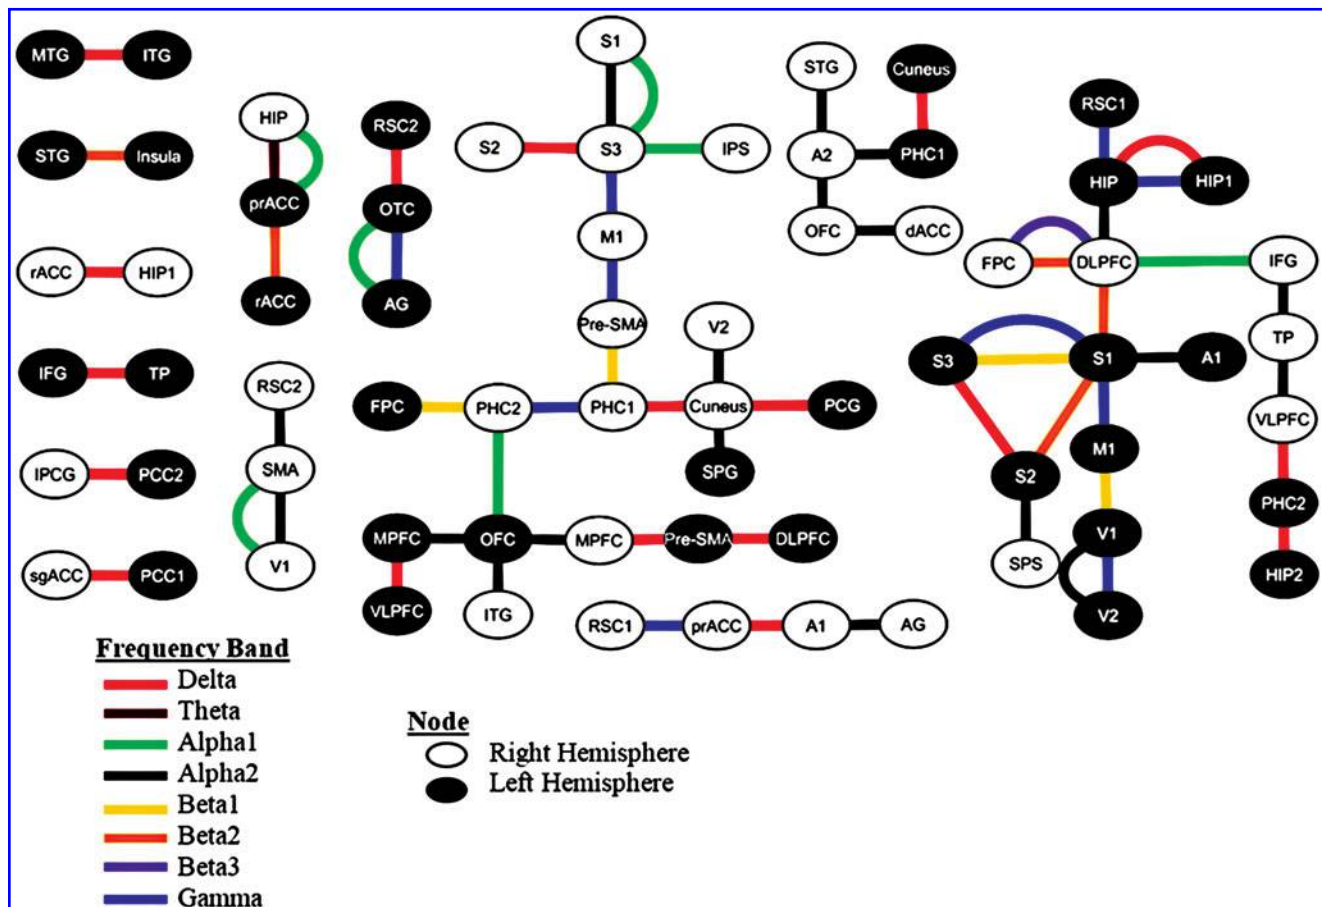 MTG ITG
STG Insula
rACC HIP1
IFG TP
IPCG PCC2
sgACC PCC1
HIP
prACC
rACC
RSC2
SMA
V1
RSC2
OTC
AG
S1
S2 S3 IPS
M1
Pre-SMA V2
FPC PHC2 PHC1 Cuneus PCG
SPG
MPFC OFC MPFC Pre-SMA DLPFC
VLPFC ITG
RSC1 prACC A1 AG
STG Cuneus
A2 PHC1
OFC dACC
RSC1
HIP HIP1
FPC DLPFC IFG
TP
S3 S1 A1
VLPFC
M1
S2
PHC2
V1
SPS
HIP2
V2
Frequency Band
Delta
Theta
Alpha1
Alpha2
Beta1
Beta2
Beta3
Gamma
Node
Right Hemisphere
Left Hemisphere